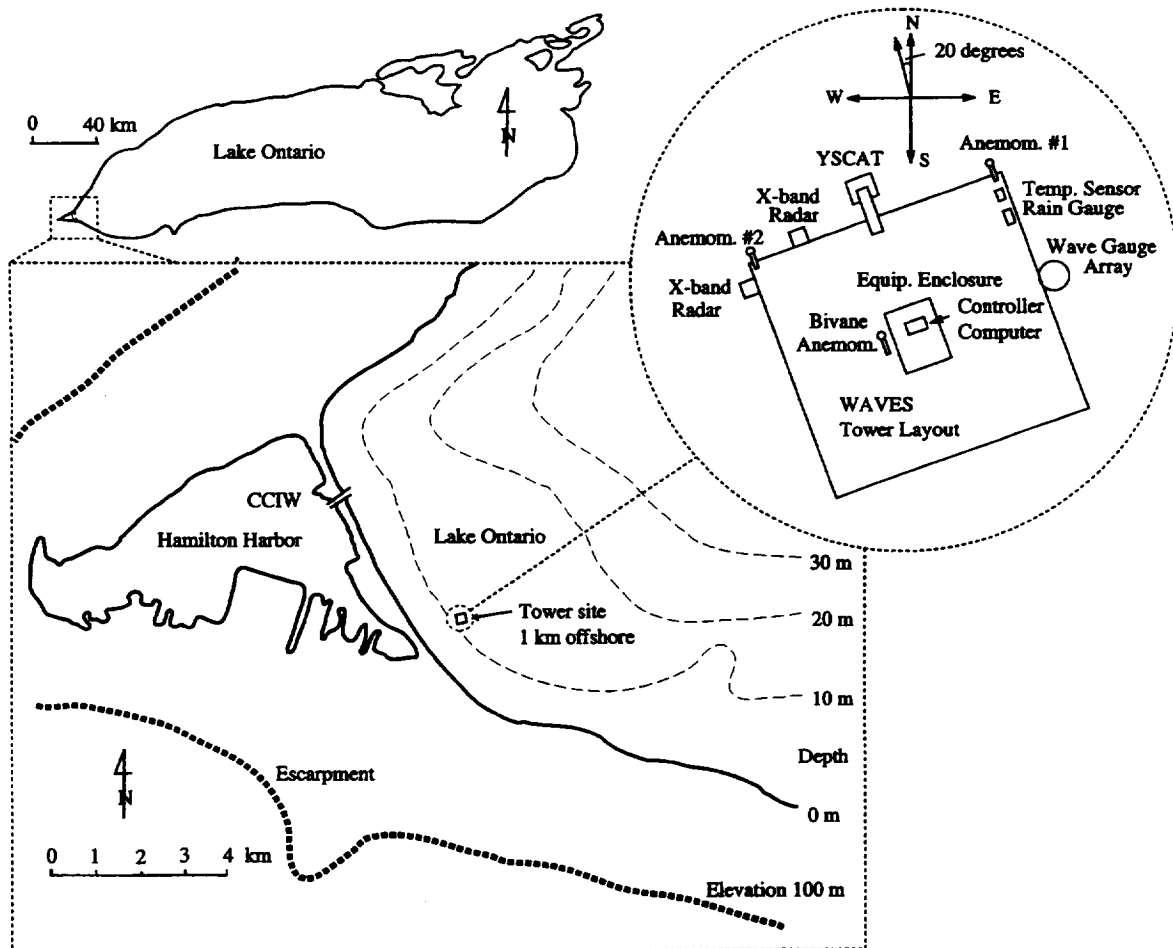 0 40 km
Lake Ontario
N
N
20 degrees
W
E
S
YSCAT
Anemom. #1
X-band
Radar
Temp. Sensor
Rain Gauge
Anemom. #2
Wave Gauge
Array
X-band
Radar
Equip. Enclosure
Controller
Computer
Bivane
Anemom.
WAVES
Tower Layout
CCIW
Hamilton Harbor
Lake Ontario
30 m
Tower site
1 km offshore
20 m
10 m
Escarpment
Depth
N
0 m
0 1 2 3 4 km
Elevation 100 m